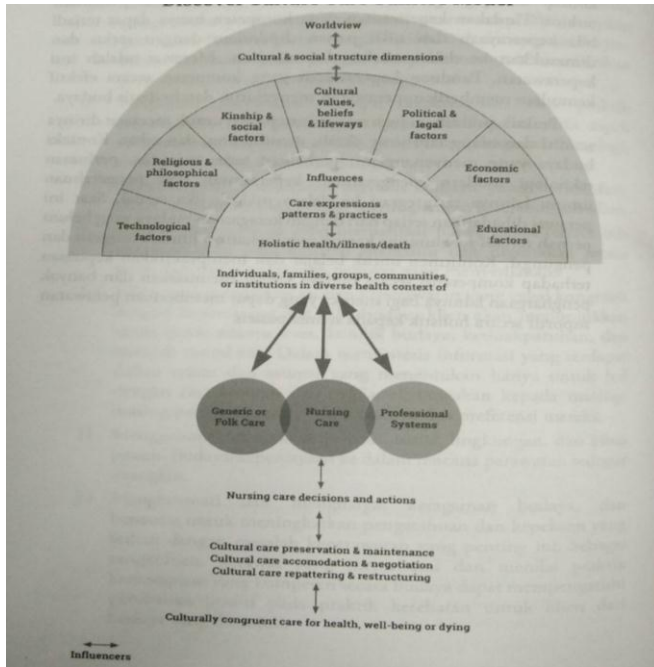 Worldview
Cultural & social structure dimensions
Cultural
values,
beliefs
& lifeways
Kinship &
social
factors
Political &
legal
factors
Religious &
philosophical
factors
Economic
factors
Technological
factors
Educational
factors
Influences
Care expressions
patterns & practices
Holistic health/illness/death
Individuals, families, groups, communities,
or institutions in diverse health context of
Generic or
Folk Care
Nursing
Care
Professional
Systems
Nursing care decisions and actions
Cultural care preservation & maintenance
Cultural care accomodation & negotiation
Cultural care repattering & restructuring
Culturally congruent care for health, well-being or dying
Influencers